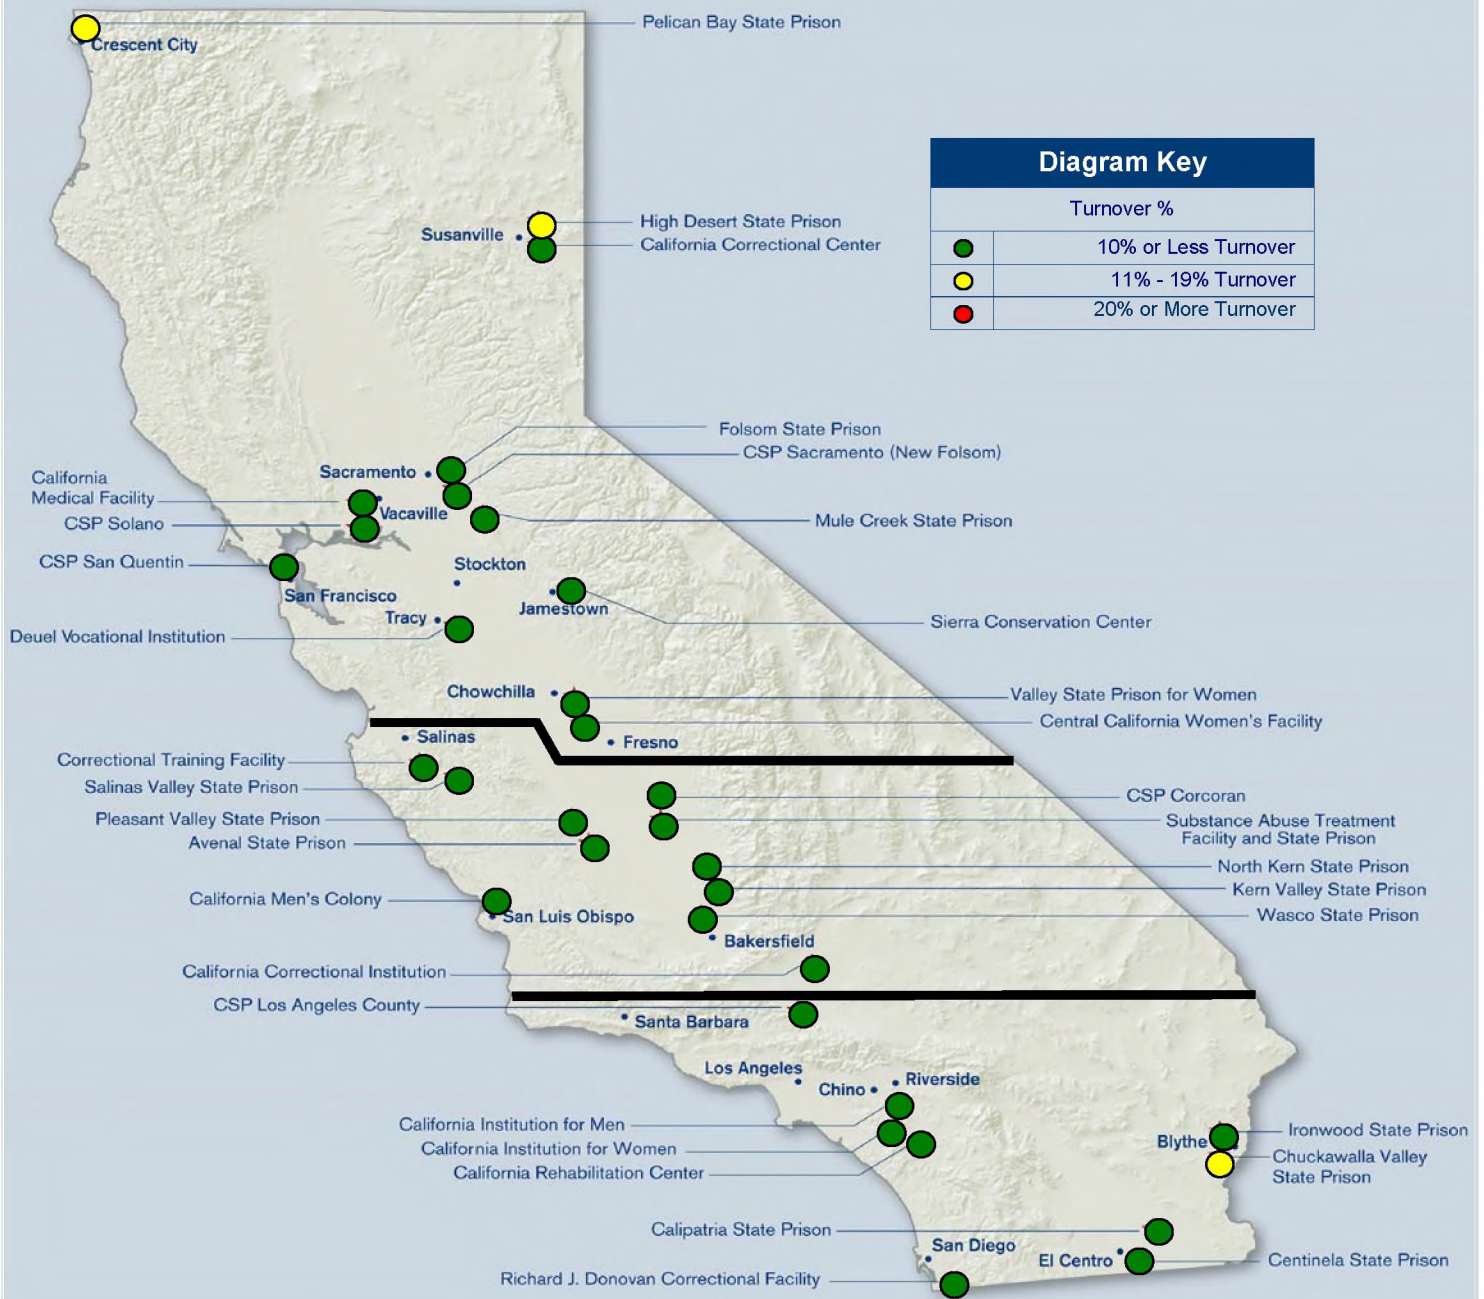 Pelican Bay State Prison
Crescent City
Diagram Key
Turnover %
10% or Less Turnover
11% - 19% Turnover
20% or More Turnover
High Desert State Prison
Susanville
California Correctional Center
Folsom State Prison
CSP Sacramento (New Folsom)
Sacramento
California
Medical Facility
Vacaville
CSP Solano
Mule Creek State Prison
CSP San Quentin
Stockton
San Francisco
Jamestown
Tracy
Sierra Conservation Center
Deuel Vocational Institution
Chowchilla
Valley State Prison for Women
Central California Women's Facility
Salinas
Fresno
Correctional Training Facility
Salinas Valley State Prison
CSP Corcoran
Pleasant Valley State Prison
Substance Abuse Treatment
Facility and State Prison
Avenal State Prison
North Kern State Prison
Kern Valley State Prison
California Men's Colony
San Luis Obispo
Wasco State Prison
Bakersfield
California Correctional Institution
CSP Los Angeles County
Santa Barbara
Los Angeles
Chino
Riverside
California Institution for Men
California Institution for Women
California Rehabilitation Center
Ironwood State Prison
Blythe
Chuckawalla Valley
State Prison
Calipatria State Prison
San Diego
El Centro
Centinela State Prison
Richard J. Donovan Correctional Facility